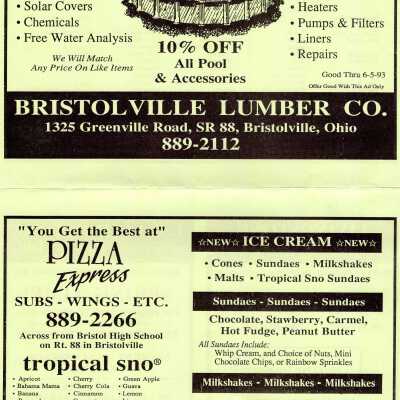 • Solar Covers
• Chemicals
• Free Water Analysis
We Will Match
Any Price On Like Items
10% OFF
All Pool
& Accessories
• Heaters
• Pumps & Filters
• Liners
• Repairs
Good Thru 6-5-93
Offer Good With This Ad Only
BRISTOLVILLE LUMBER CO.
1325 Greenville Road, SR 88, Bristolville, Ohio
889-2112
"You Get the Best at"
PIZZA
Express
SUBS - WINGS - ETC.
889-2266
Across from Bristol High School
on Rt. 88 in Bristolville
tropical sno®
• Apricot
• Bahama Mama
• Banana
• Cherry
• Cherry Cola
• Cinnamon
• Green Apple
• Guava
• Lemon
☆NEW☆ ICE CREAM ☆NEW☆
• Cones • Sundaes • Milkshakes
• Malts • Tropical Sno Sundaes
Sundaes - Sundaes - Sundaes
Chocolate, Stawberry, Carmel,
Hot Fudge, Peanut Butter
All Sundaes Include:
Whip Cream, and Choice of Nuts, Mini
Chocolate Chips, or Rainbow Sprinkles
Milkshakes - Milkshakes - Milkshakes